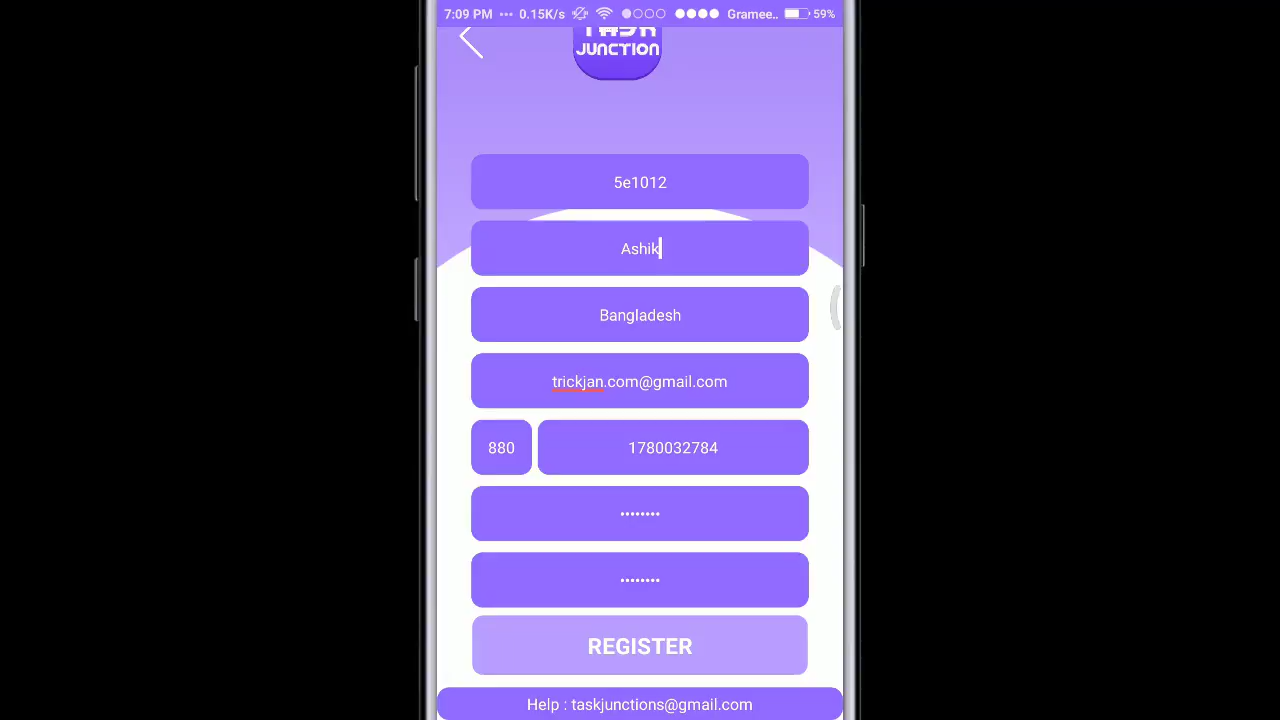 7:09 PM ... 0.15K/s Gramee.. 59%
TASK
JUNCTION
5e1012
Ashik
Bangladesh
trickjan.com@gmail.com
880 1780032784
••••••••
••••••••
REGISTER
Help : taskjunctions@gmail.com